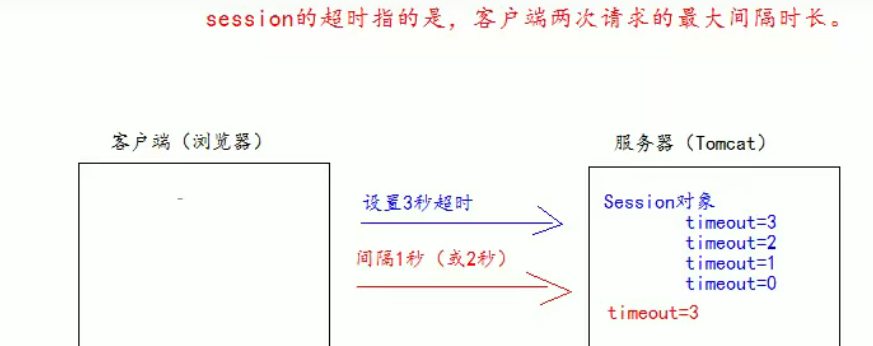 session的超时指的是，客户端两次请求的最大间隔时长。
客户端（浏览器）
服务器（Tomcat）
设置3秒超时
Session对象
timeout=3
timeout=2
timeout=1
timeout=0
间隔1秒（或2秒）
timeout=3